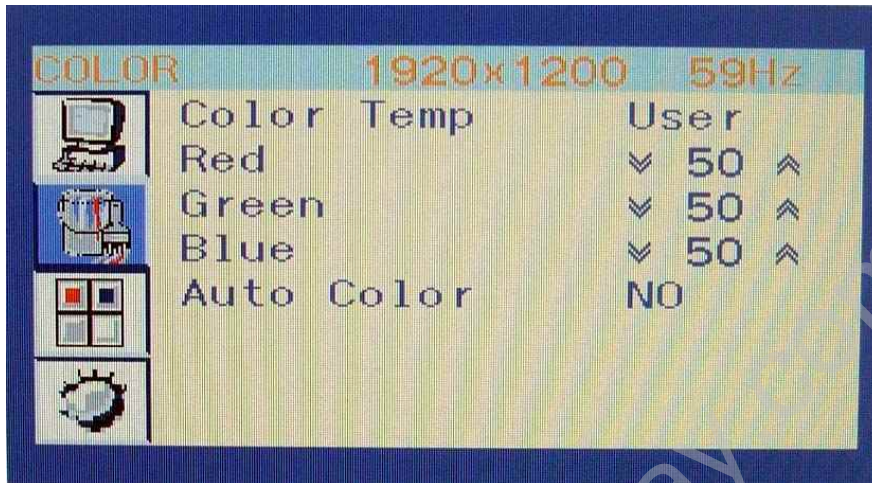 COLOR 1920x1200 59Hz
Color Temp User
Red 50
Green 50
Blue 50
Auto Color NO